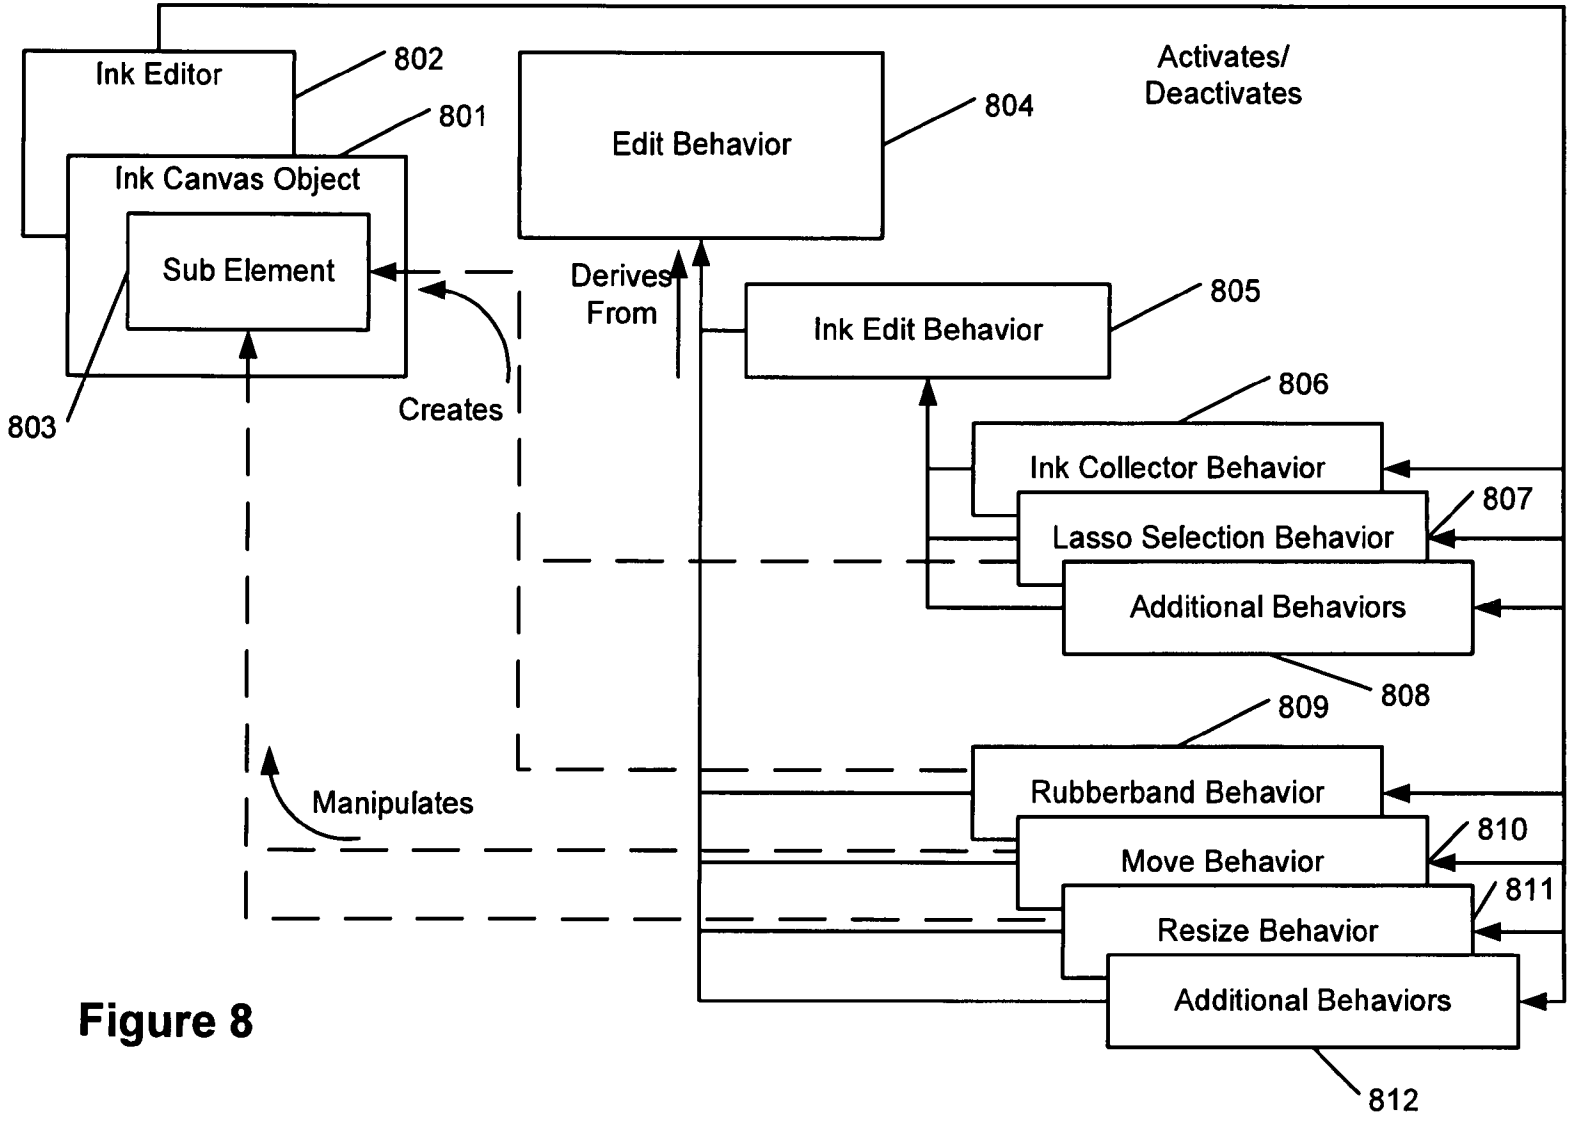 Activates/
Deactivates
Ink Editor
802
801
Ink Canvas Object
Sub Element
803
Edit Behavior
804
Derives
From
Ink Edit Behavior
805
Creates
806
Ink Collector Behavior
807
Lasso Selection Behavior
Additional Behaviors
808
809
Rubberband Behavior
Manipulates
810
Move Behavior
811
Resize Behavior
Additional Behaviors
812
Figure 8